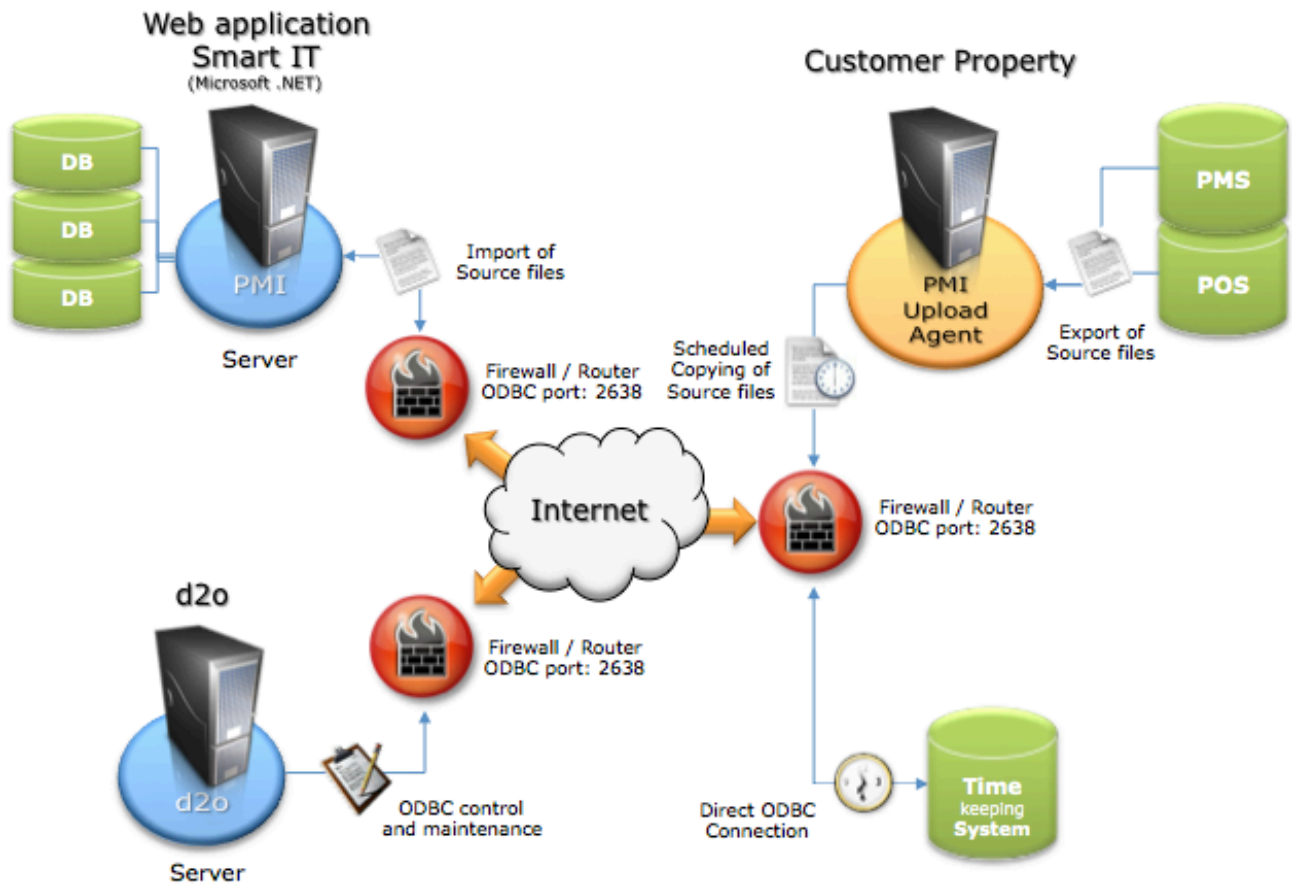 Web application
Smart IT
(Microsoft .NET)
Customer Property
DB
DB
DB
PMI
Server
Import of
Source files
PMS
POS
PMI
Upload
Agent
Export of
Source files
Scheduled
Copying of
Source files
Firewall / Router
ODBC port: 2638
Internet
Firewall / Router
ODBC port: 2638
d2o
Firewall / Router
ODBC port: 2638
d2o
Server
ODBC control
and maintenance
Direct ODBC
Connection
Time
keeping
System